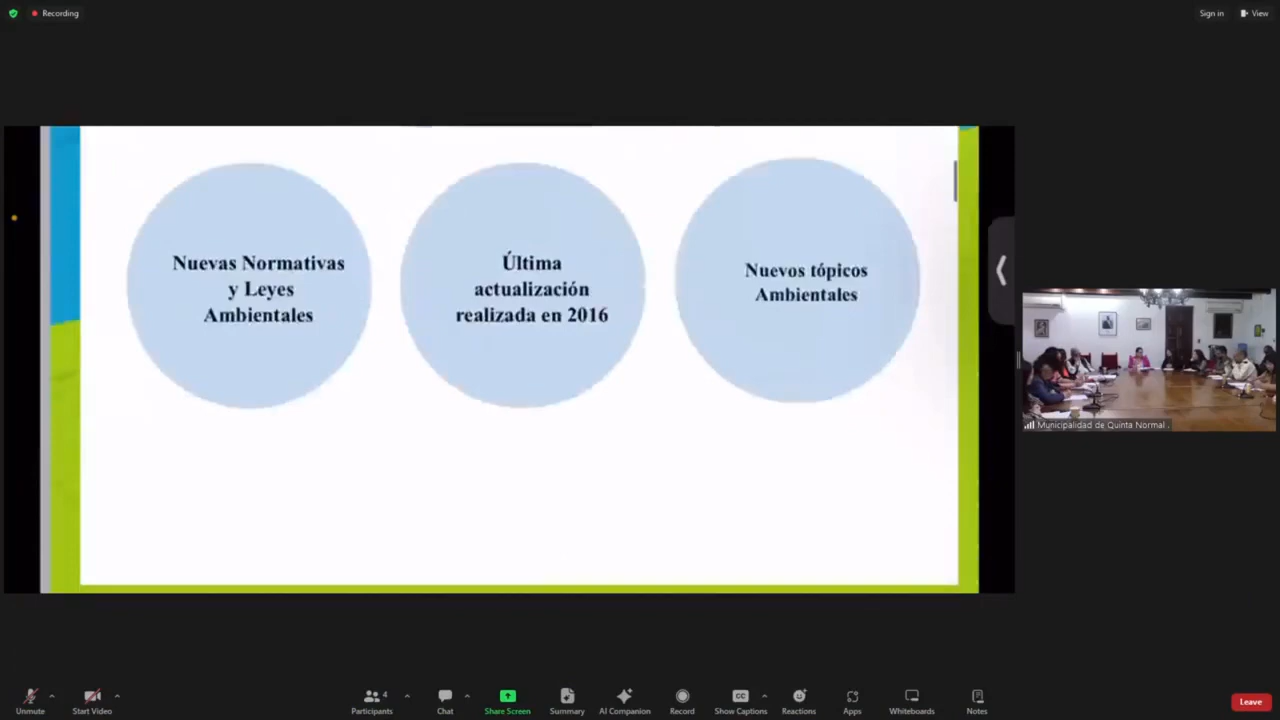 Recording
Sign in
View
Nuevas Normativas
y Leyes
Ambientales
Última
actualización
realizada en 2016
Nuevos tópicos
Ambientales
Municipalidad de Quinta Normal .
Unmute
Start Video
4
Participants
Chat
Share Screen
Summary
AI Companion
Record
CC
Show Captions
Reactions
Apps
Whiteboards
Notes
Leave